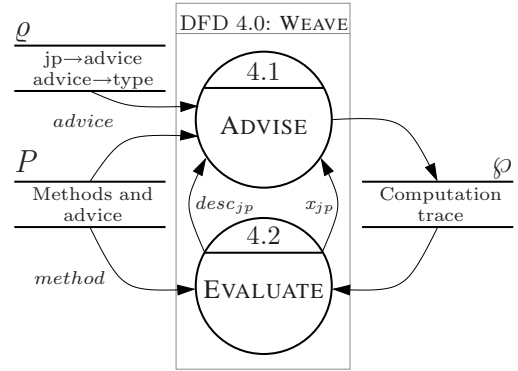 DFD 4.0: WEAVE
ϱ
jp→advice
advice→type
advice
4.1
ADVISE
P
Methods and
advice
method
desc_jp
x_jp
℘
Computation
trace
4.2
EVALUATE